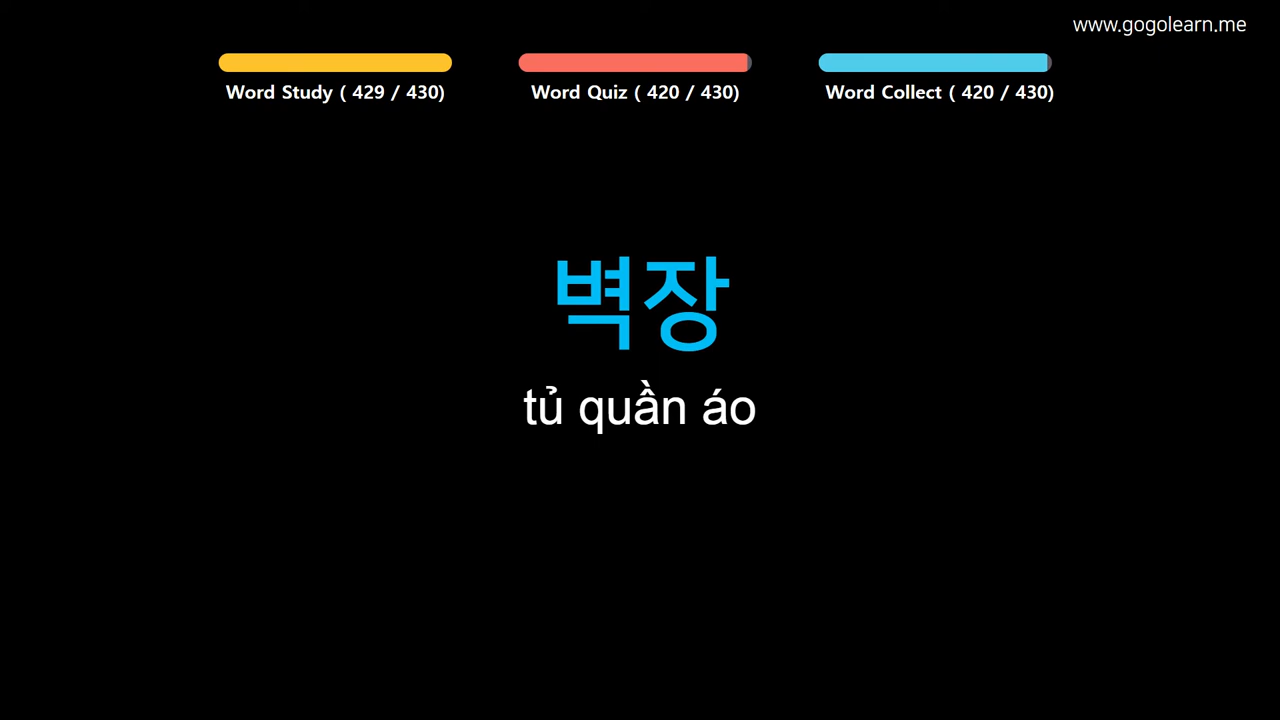 www.gogolearn.me
Word Study ( 429 / 430)
Word Quiz ( 420 / 430)
Word Collect ( 420 / 430)
벽장
tủ quần áo